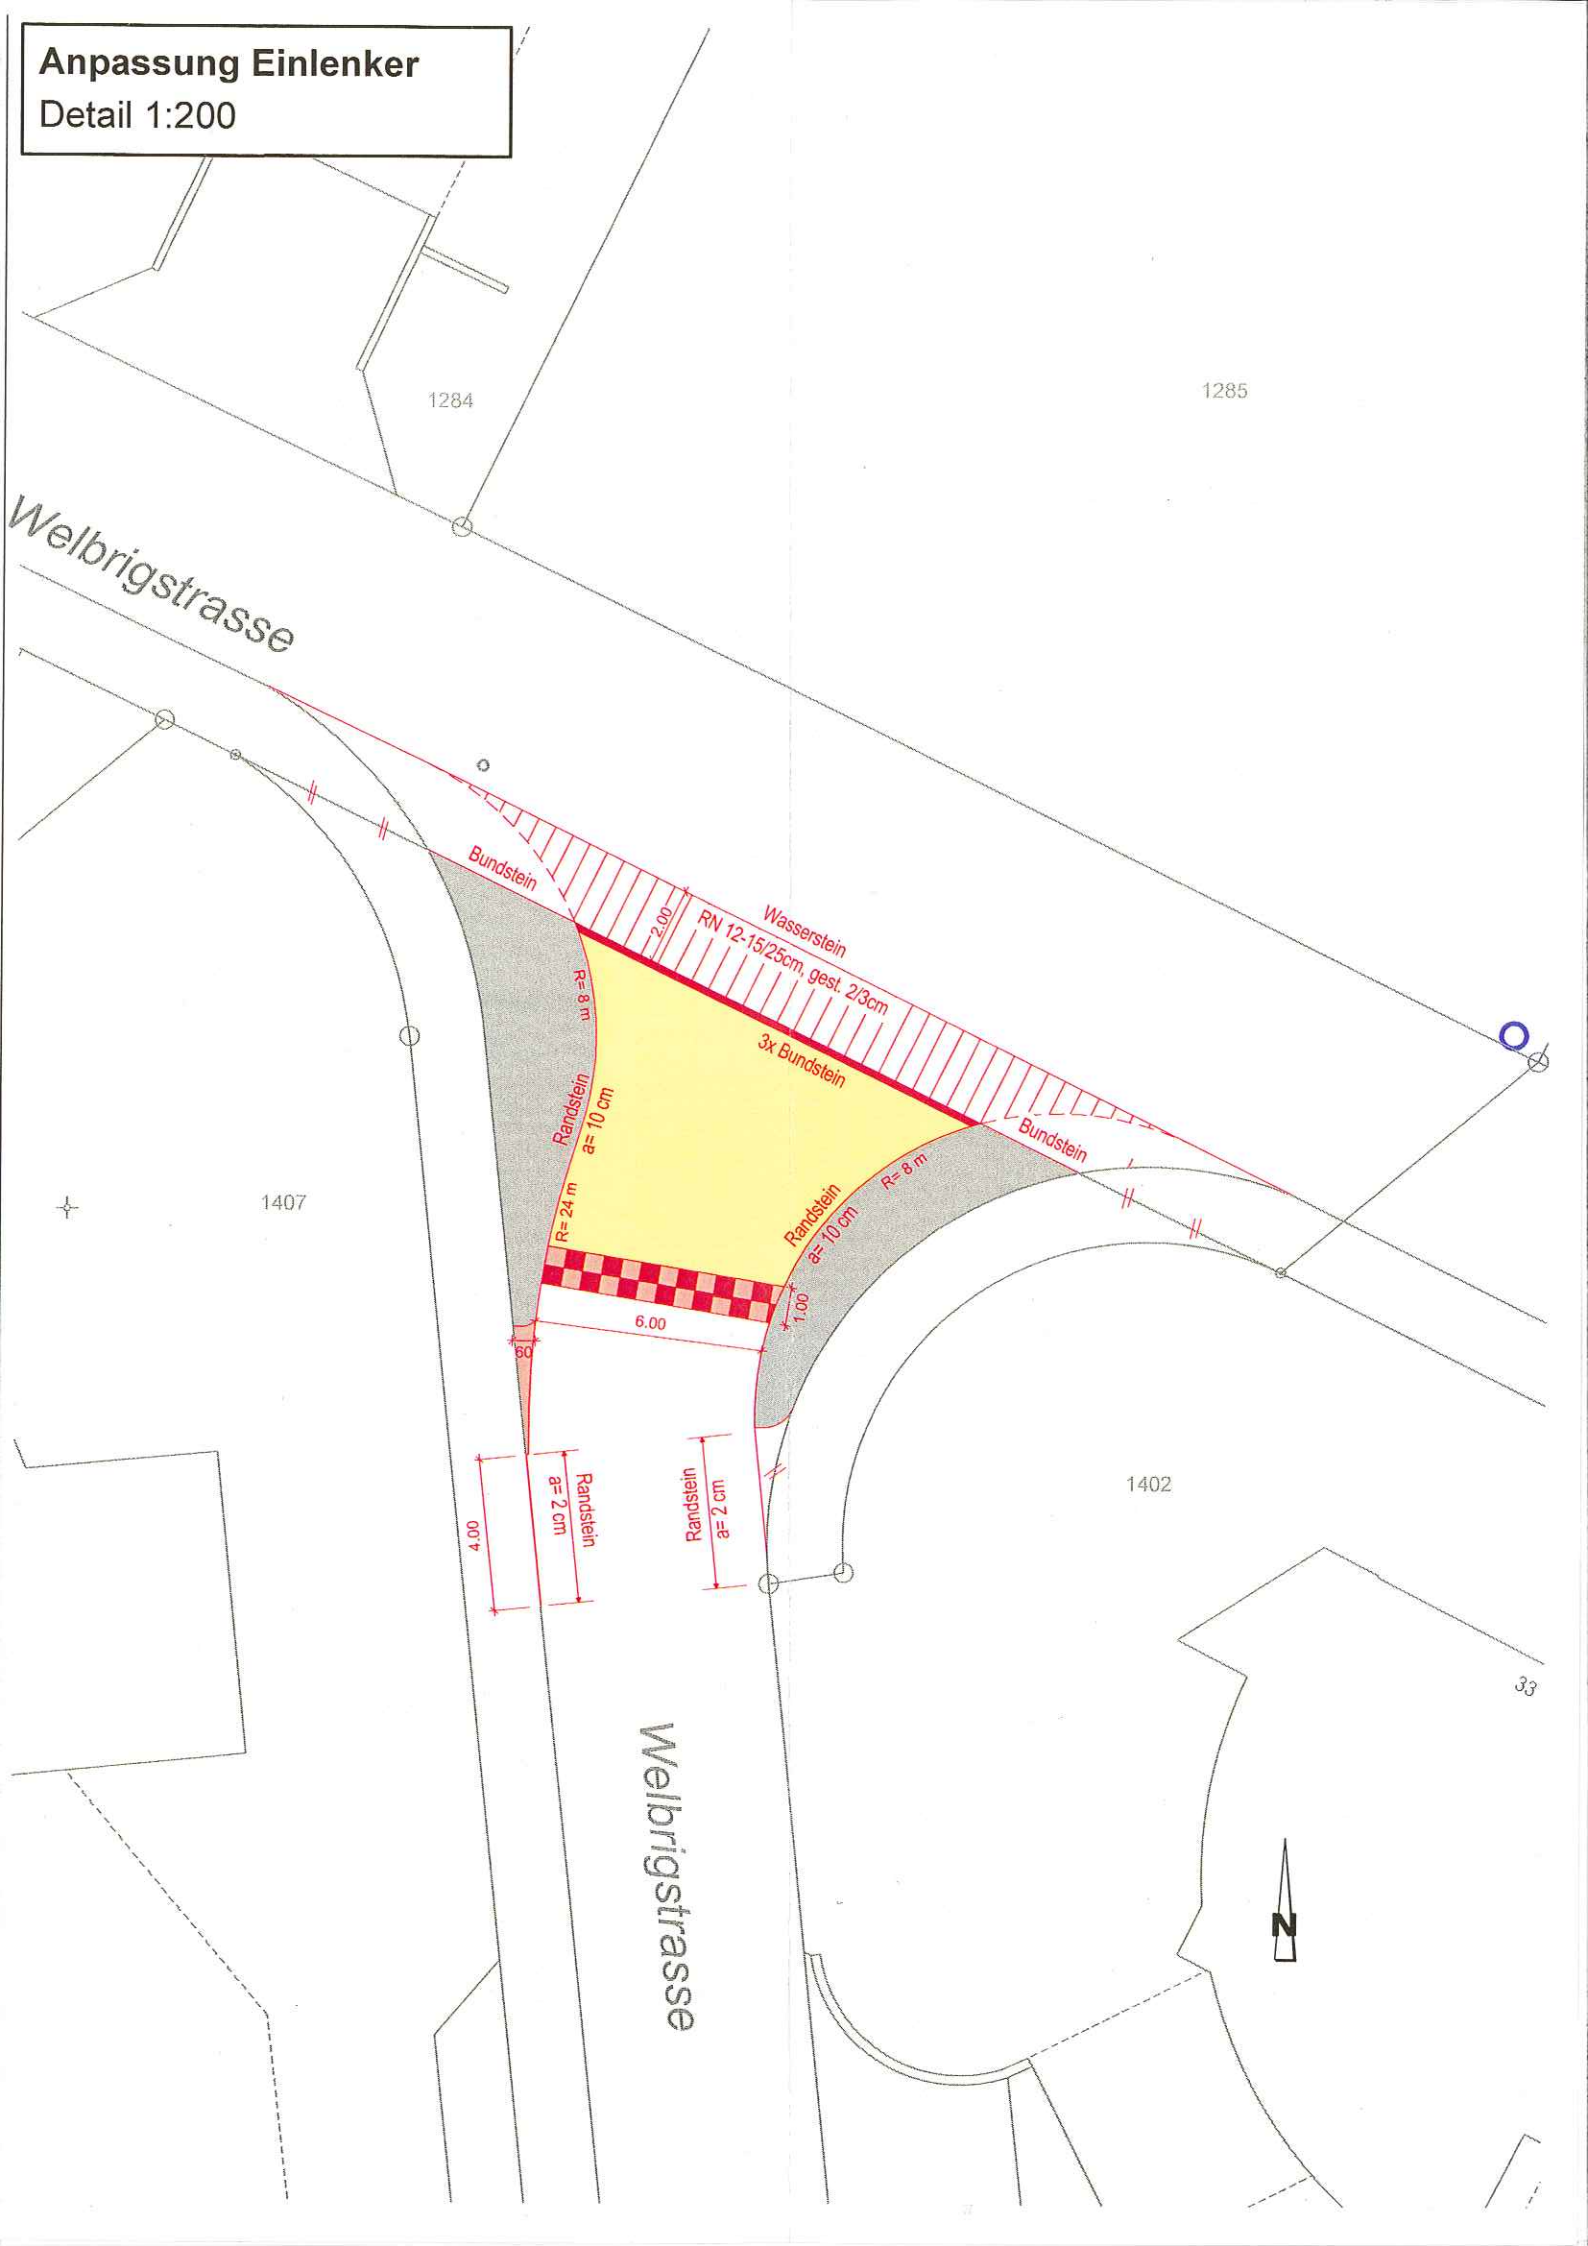 Anpassung Einlenker
Detail 1:200
1284
1285
Welbrigstrasse
Bundstein
2.00
Wasserstein
RN 12-15/25cm, gest. 2/3cm
R= 8 m
3x Bundstein
Randstein
a= 10 cm
Bundstein
R= 8 m
R= 24 m
Randstein
a= 10 cm
1407
1.00
6.00
60
4.00
Randstein
a= 2 cm
Randstein
a= 2 cm
1402
33
Welbrigstrasse
N